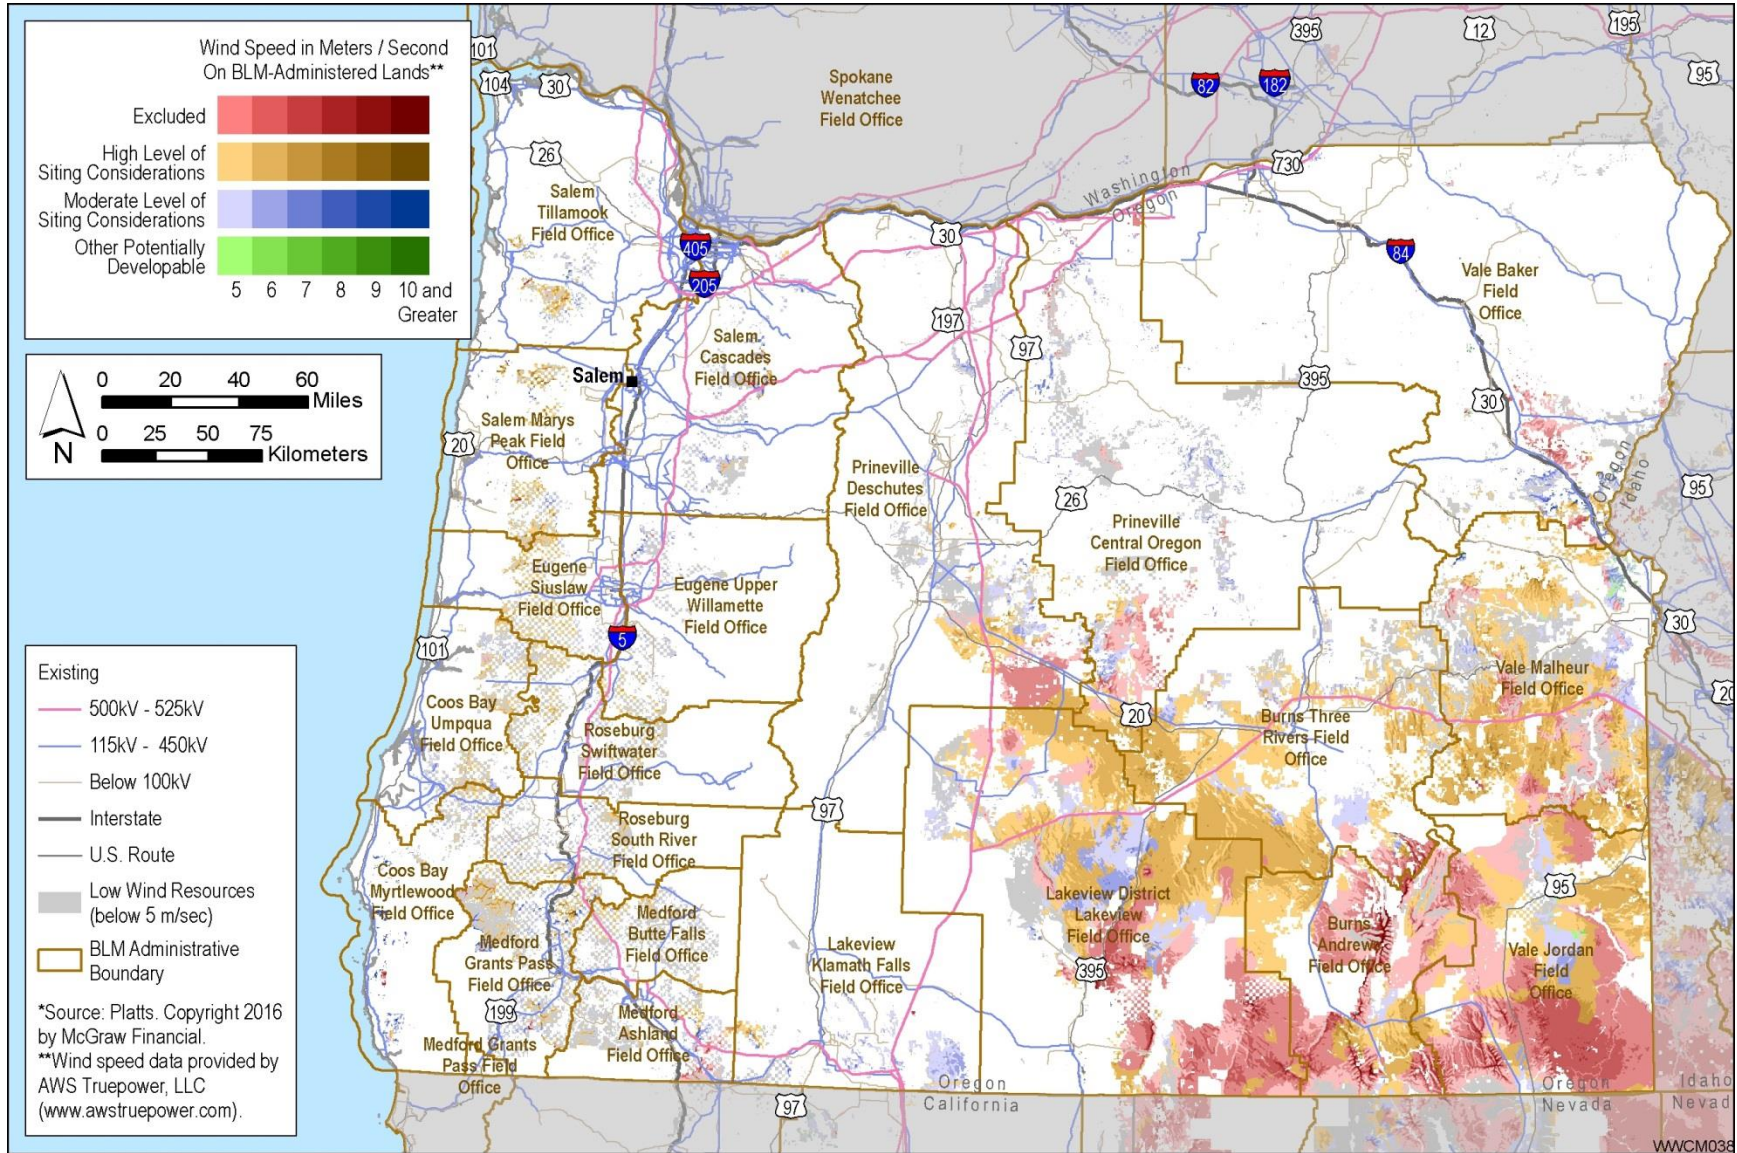 Wind Speed in Meters / Second
On BLM-Administered Lands**
Excluded
High Level of
Siting Considerations
Moderate Level of
Siting Considerations
Other Potentially
Developable
5 6 7 8 9 10 and
Greater
0 20 40 60
Miles
0 25 50 75
Kilometers
N
Existing
500kV - 525kV
115kV - 450kV
Below 100kV
Interstate
U.S. Route
Low Wind Resources
(below 5 m/sec)
BLM Administrative
Boundary
*Source: Platts. Copyright 2016
by McGraw Financial.
**Wind speed data provided by
AWS Truepower, LLC
(www.awstruepower.com).
101
104
30
26
395
12
195
95
82
182
730
Spokane
Wenatchee
Field Office
Washington
Oregon
Salem
Tillamook
Field Office
405
205
30
197
97
84
Vale Baker
Field
Office
Salem
Cascades
Field Office
Salem
395
30
Salem Marys
Peak Field
Office
20
Prineville
Deschutes
Field Office
26
Prineville
Central Oregon
Field Office
Oregon
Idaho
95
Eugene
Siuslaw
Field Office
Eugene Upper
Willamette
Field Office
5
101
30
20
Vale Malheur
Field Office
Coos Bay
Umpqua
Field Office
Roseburg
Swiftwater
Field Office
20
Burns Three
Rivers Field
Office
97
Roseburg
South River
Field Office
Coos Bay
Myrtlewood
Field Office
Medford
Butte Falls
Field Office
Medford
Grants Pass
Field Office
Lakeview
Klamath Falls
Field Office
Lakeview District
Lakeview
Field Office
395
Burns
Andrews
Field Office
95
Vale Jordan
Field
Office
199
Medford
Ashland
Field Office
Medford Grants
Pass Field
Office
Oregon
California
97
Oregon
Nevada
Idaho
Nevad
WWCM038